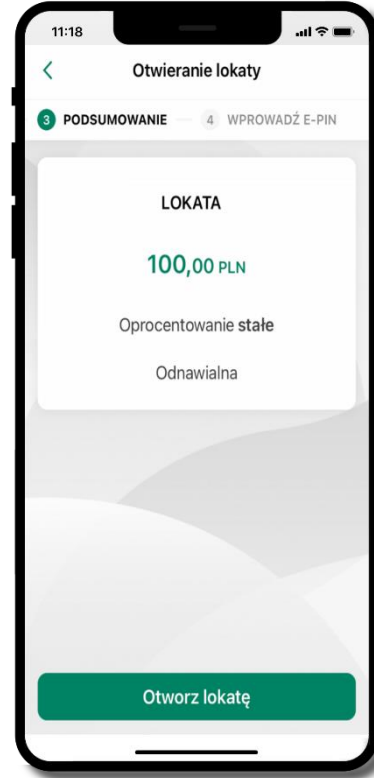 11:18
Otwieranie lokaty
3 PODSUMOWANIE 4 WPROWADŹ E-PIN
LOKATA
100,00 PLN
Oprocentowanie stałe
Odnawialna
Otworz lokatę